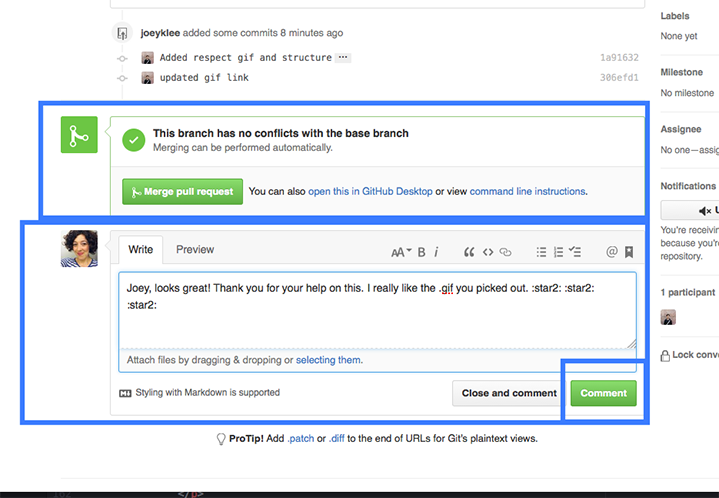 joeyklee added some commits 8 minutes ago
Added respect gif and structure ...
1a91632
updated gif link
306efd1
This branch has no conflicts with the base branch
Merging can be performed automatically.
Merge pull request
You can also open this in GitHub Desktop or view command line instructions.
Write
Preview
AA B i
Joey, looks great! Thank you for your help on this. I really like the .gif you picked out. :star2: :star2:
:star2:
Attach files by dragging & dropping or selecting them.
Styling with Markdown is supported
Close and comment
Comment
ProTip! Add .patch or .diff to the end of URLs for Git's plaintext views.
Labels
None yet
Milestone
No milestone
Assignee
No one—assig
Notifications
You're receivin
because you're
repository.
1 participant
Lock conve
</p>